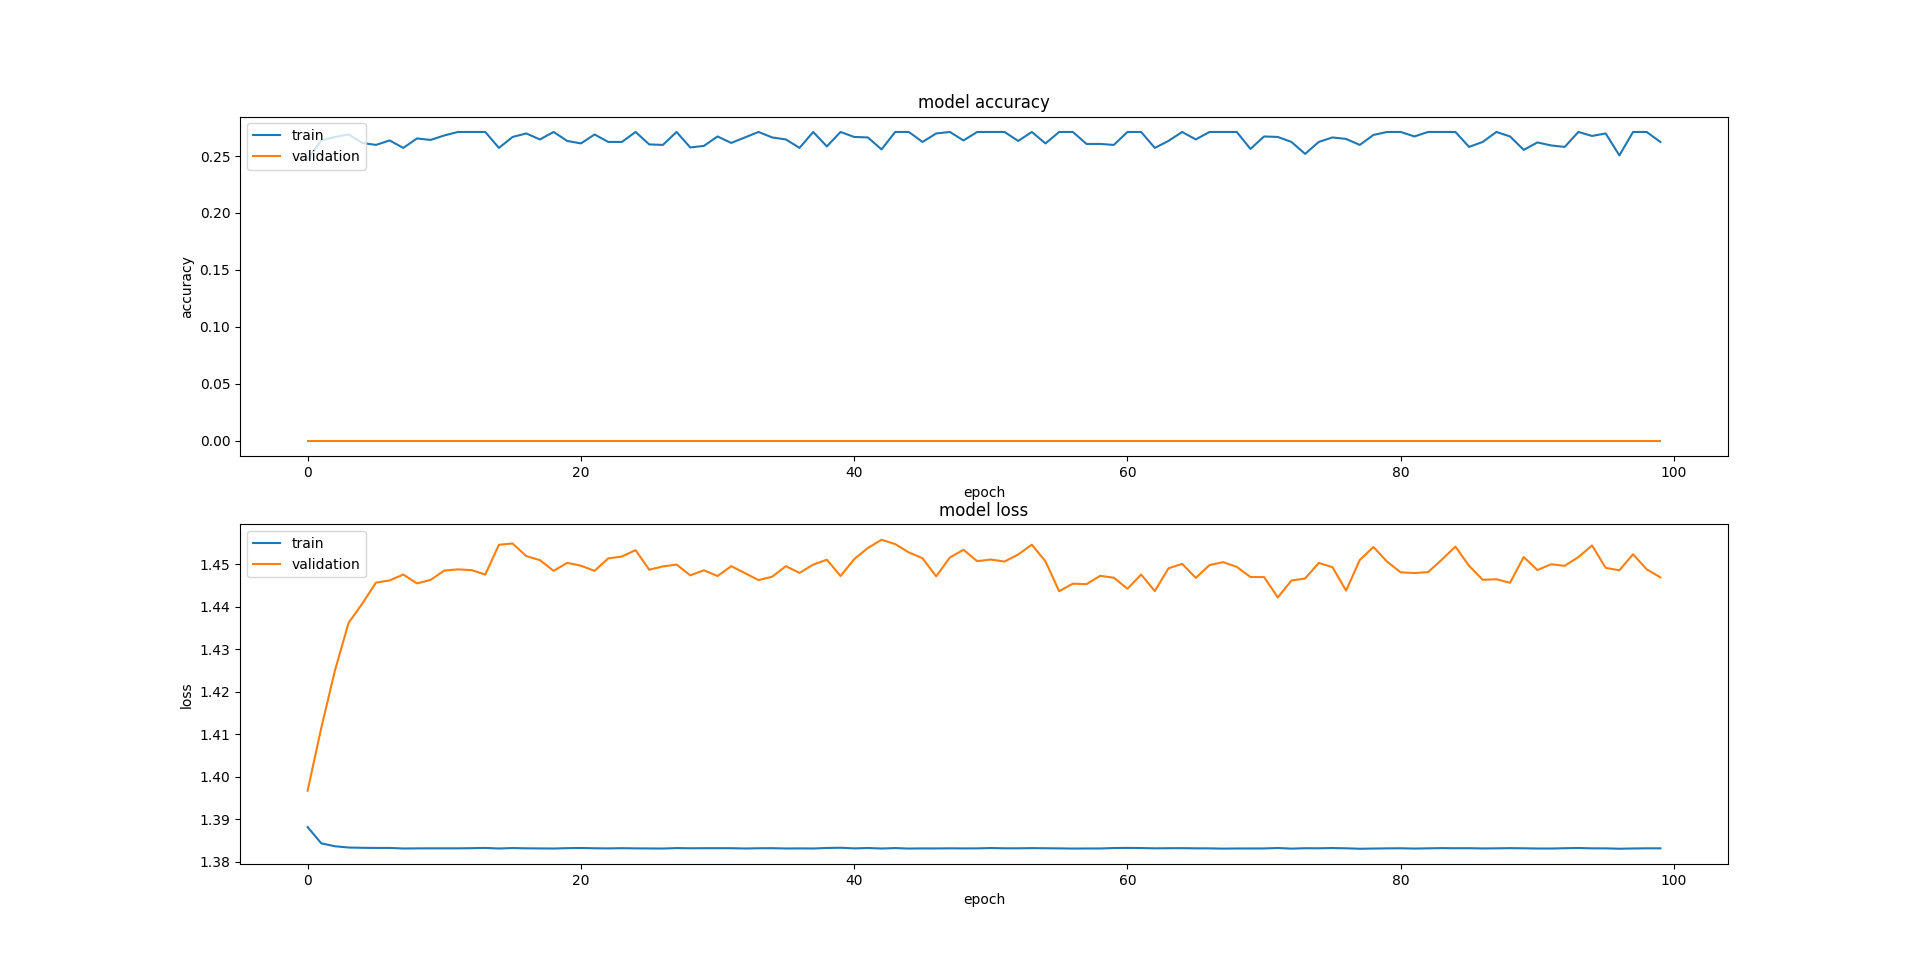 model accuracy
train
validation
0.25
0.20
0.15
0.10
0.05
0.00
accuracy
0 20 40 60 80 100
epoch
model loss
train
validation
1.45
1.44
1.43
1.42
1.41
1.40
1.39
1.38
loss
0 20 40 60 80 100
epoch